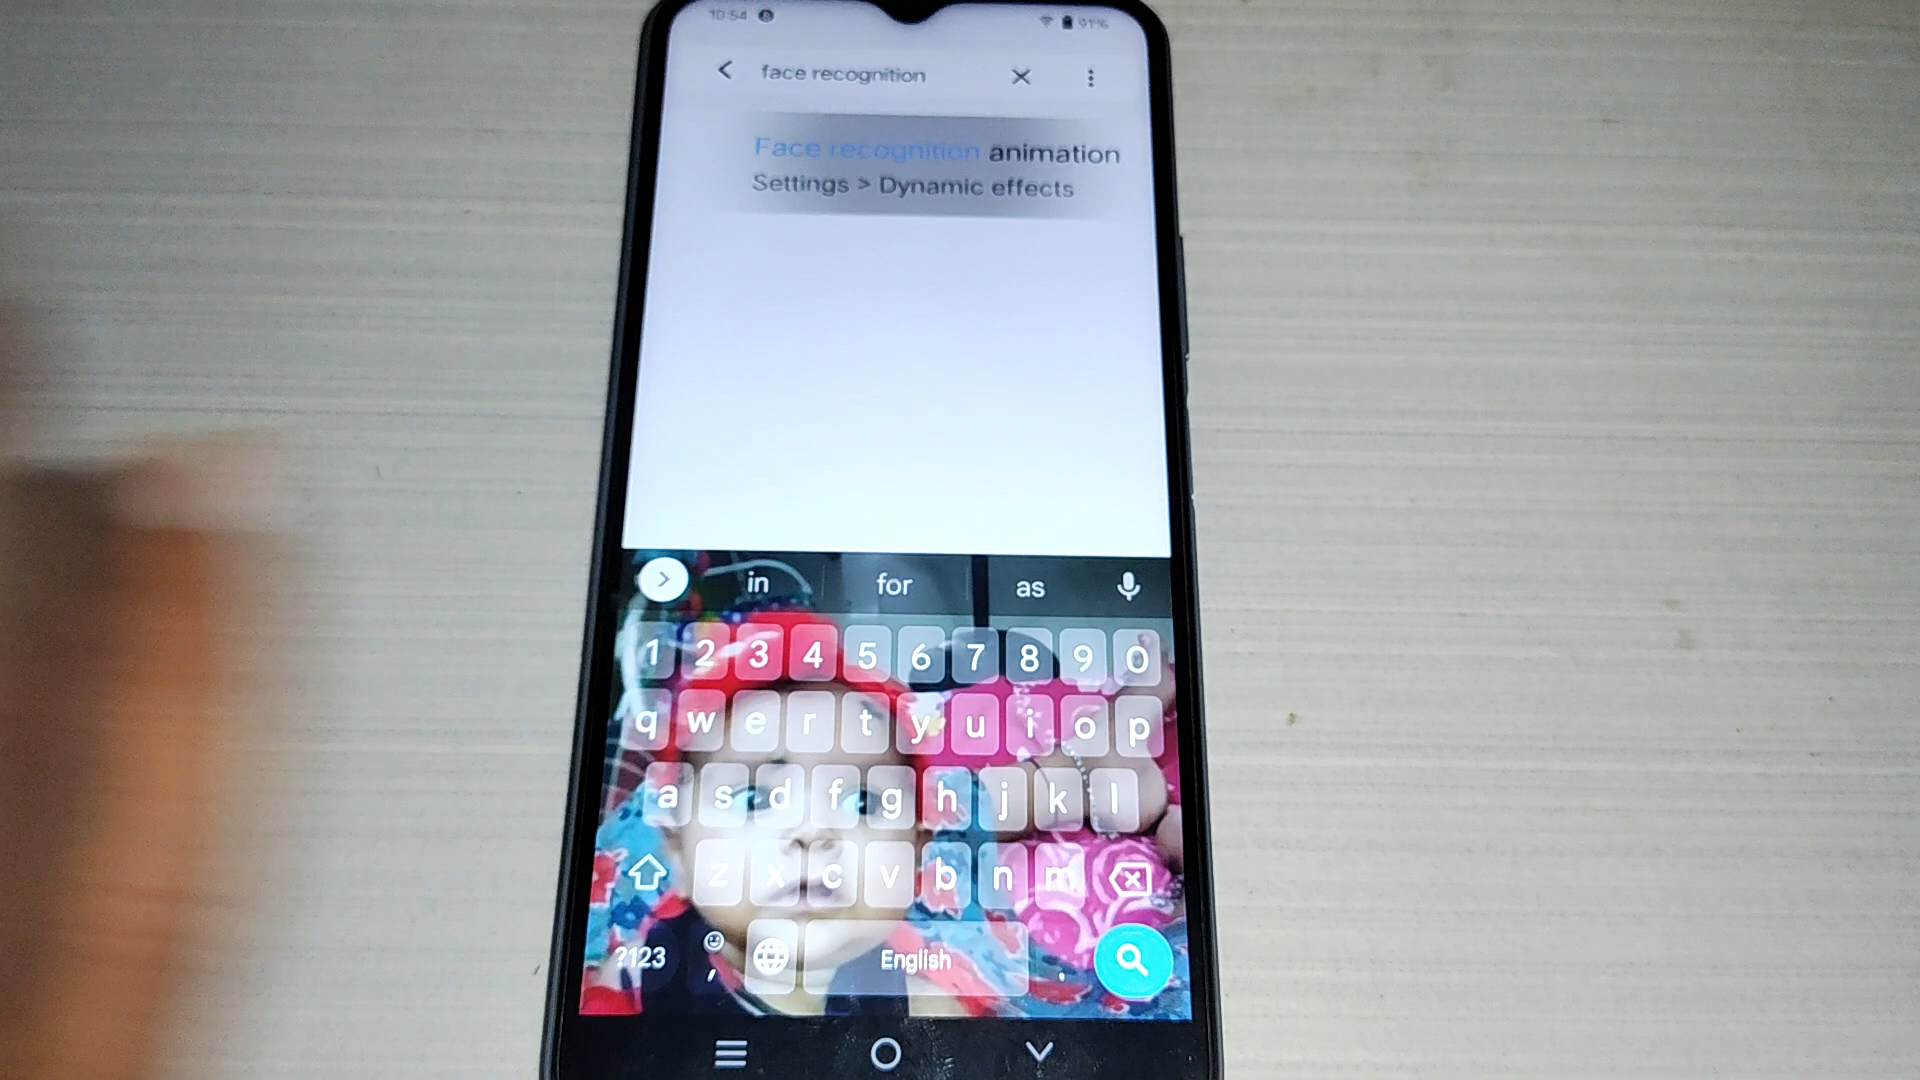 10:54
91%
face recognition
Face recognition animation
Settings > Dynamic effects
in for as
1 2 3 4 5 6 7 8 9 0
q w e r t y u i o p
a s d f g h j k l
z x c v b n m
?123 , English .